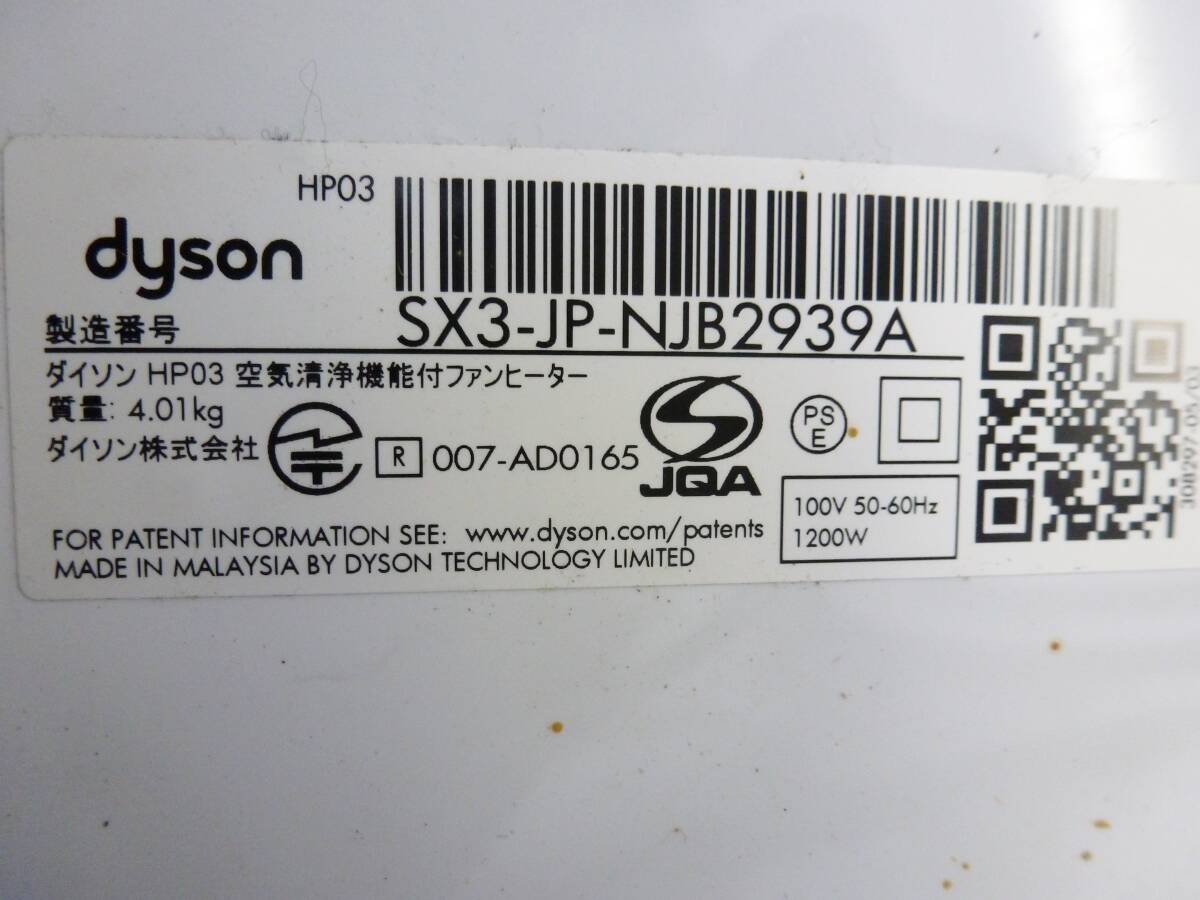 HP03
dyson
製造番号 SX3-JP-NJB2939A
ダイソン HP03 空気清浄機能付ファンヒーター
質量: 4.01kg
ダイソン株式会社
R 007-AD0165
JQA
PS
E
100V 50-60Hz
1200W
FOR PATENT INFORMATION SEE: www.dyson.com/patents
MADE IN MALAYSIA BY DYSON TECHNOLOGY LIMITED
308297-05/03